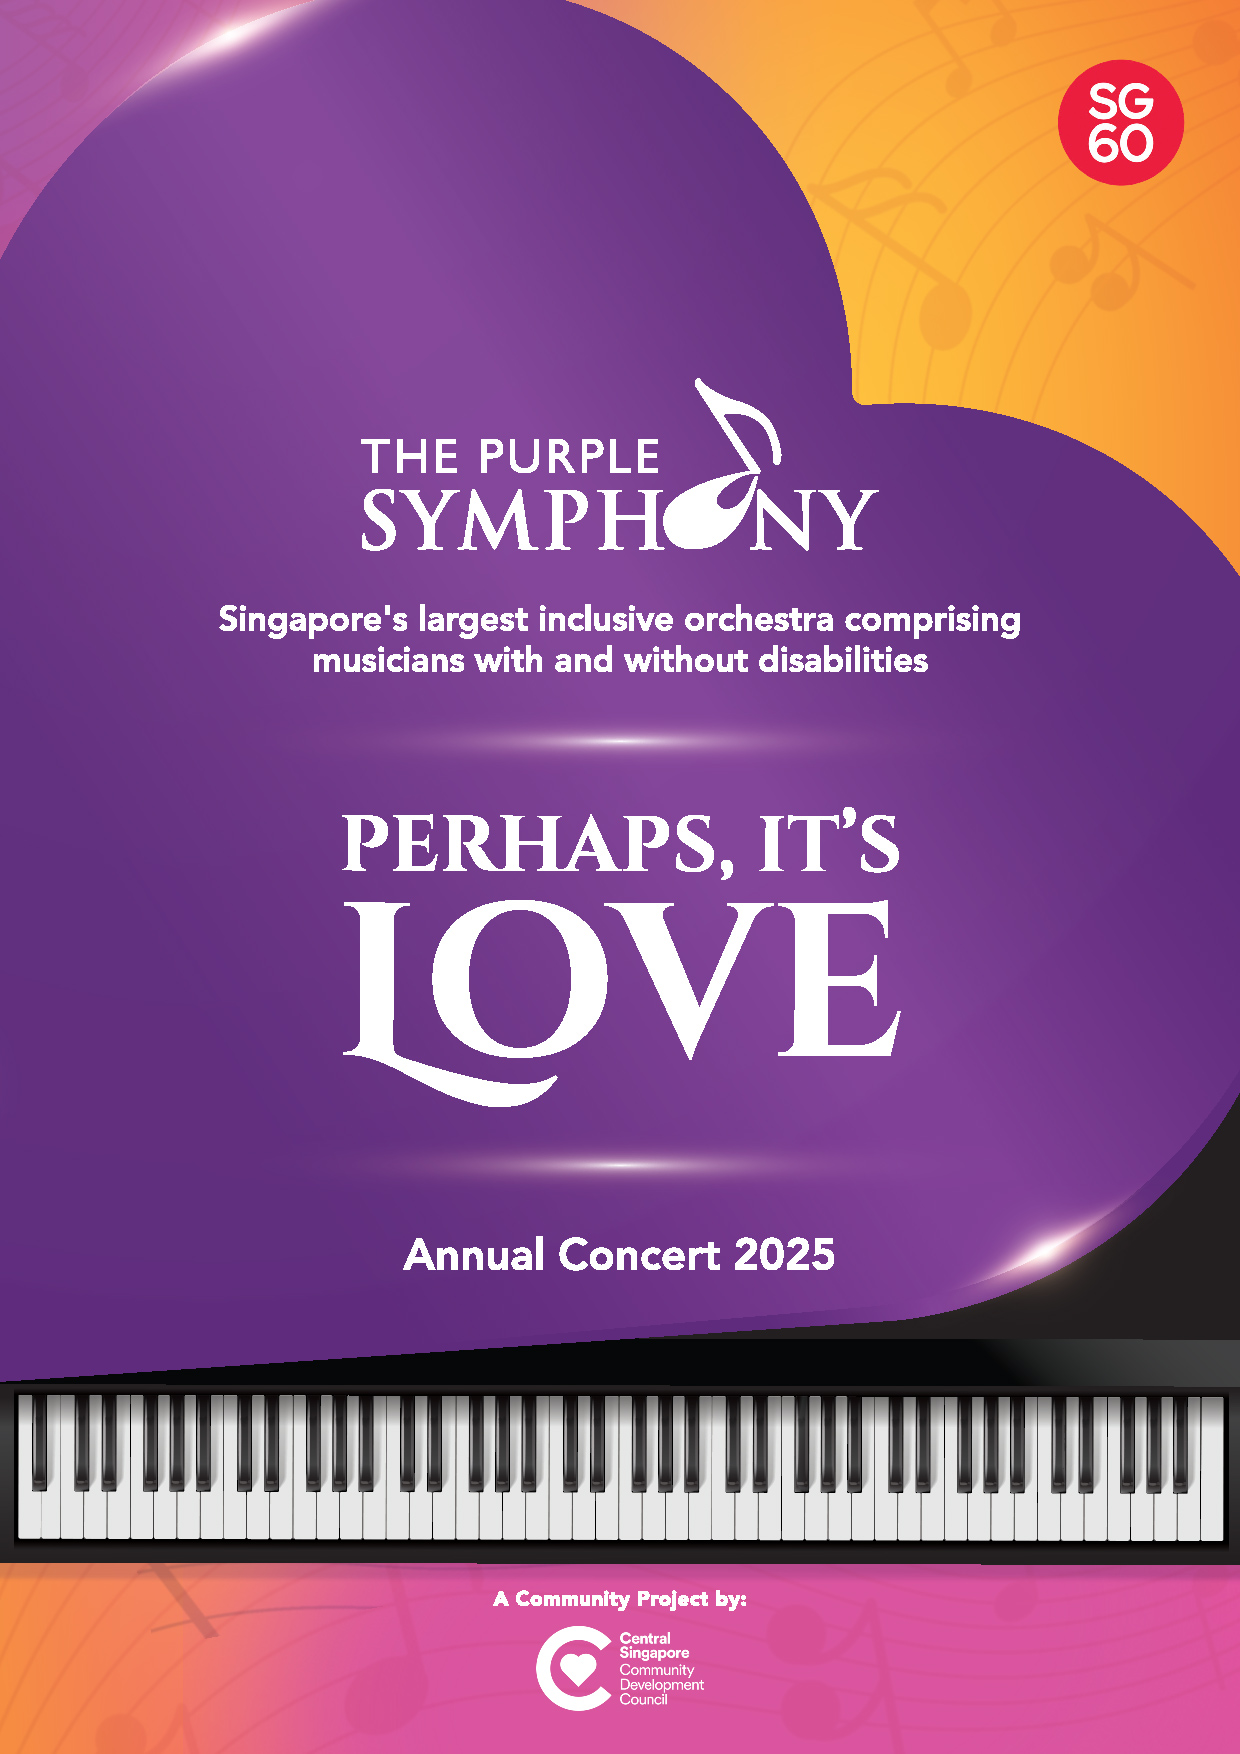 SG
60
THE PURPLE
SYMPHONY
Singapore's largest inclusive orchestra comprising
musicians with and without disabilities
PERHAPS, IT’S
LOVE
Annual Concert 2025
A Community Project by:
Central
Singapore
Community
Development
Council